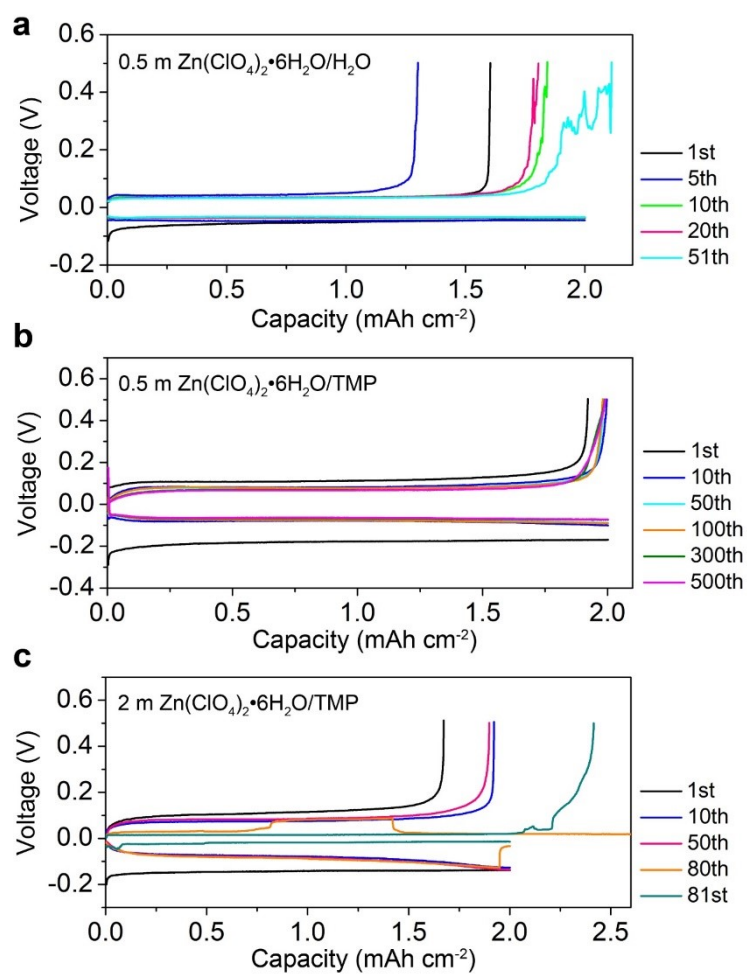 a
0.5 m Zn(ClO₄)₂•6H₂O/H₂O
Voltage (V)
0.6
0.4
0.2
0.0
-0.2
0.0 0.5 1.0 1.5 2.0
Capacity (mAh cm⁻²)
1st
5th
10th
20th
51th
b
0.5 m Zn(ClO₄)₂•6H₂O/TMP
Voltage (V)
0.6
0.4
0.2
0.0
-0.2
-0.4
0.0 0.5 1.0 1.5 2.0
Capacity (mAh cm⁻²)
1st
10th
50th
100th
300th
500th
c
2 m Zn(ClO₄)₂•6H₂O/TMP
Voltage (V)
0.6
0.4
0.2
0.0
-0.2
0.0 0.5 1.0 1.5 2.0 2.5
Capacity (mAh cm⁻²)
1st
10th
50th
80th
81st